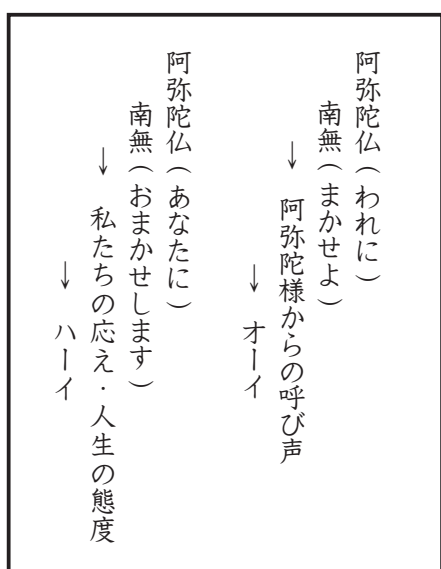 阿弥陀仏(われに)
南無(まかせよ)
↓ 阿弥陀様からの呼び声
↓ オーイ
阿弥陀仏(あなたに)
南無(おまかせします)
↓ 私たちの応え・人生の態度
↓ ハーイ